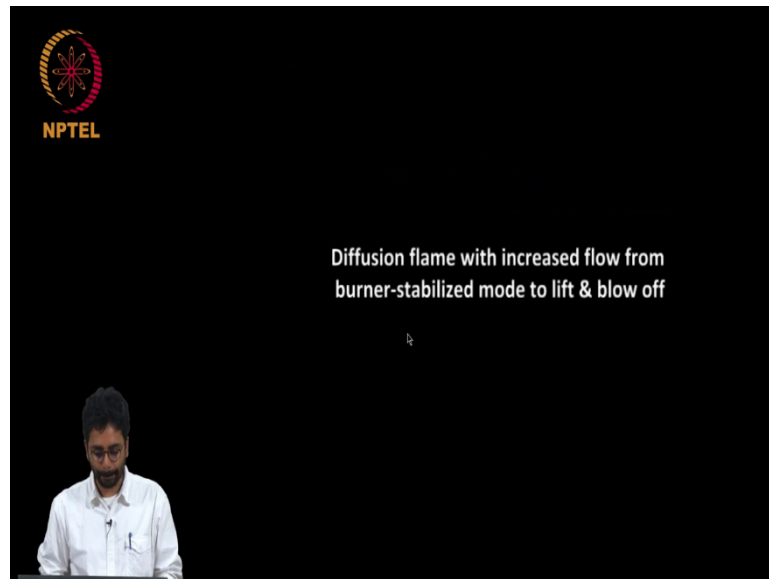 NPTEL
Diffusion flame with increased flow from
burner-stabilized mode to lift & blow off